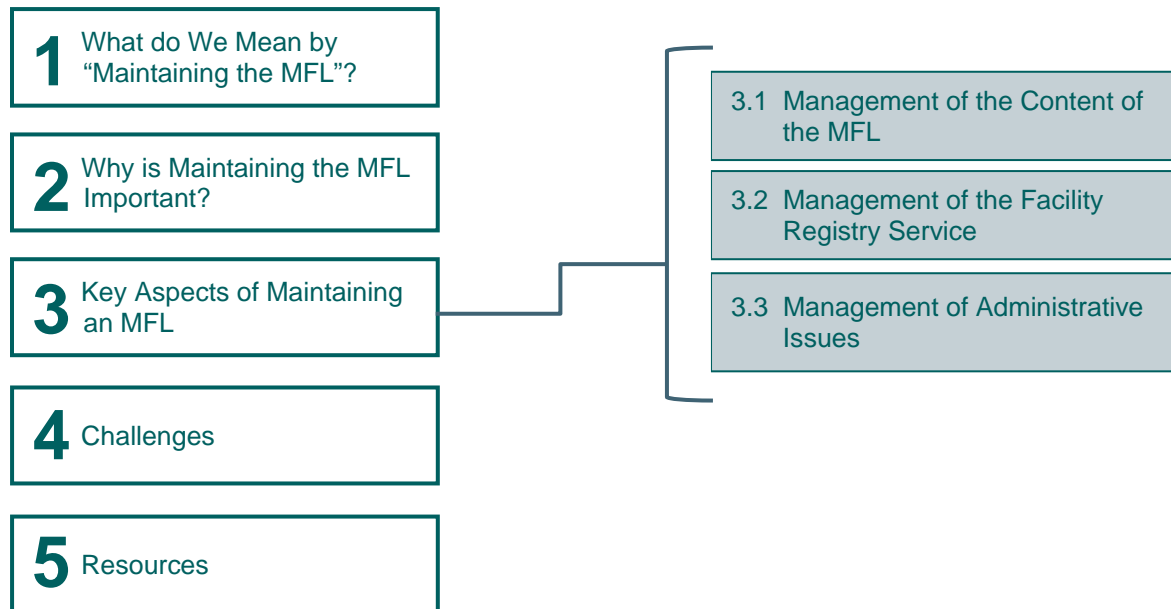 1 What do We Mean by
“Maintaining the MFL”?
2 Why is Maintaining the MFL
Important?
3 Key Aspects of Maintaining
an MFL
4 Challenges
5 Resources
3.1 Management of the Content of
the MFL
3.2 Management of the Facility
Registry Service
3.3 Management of Administrative
Issues